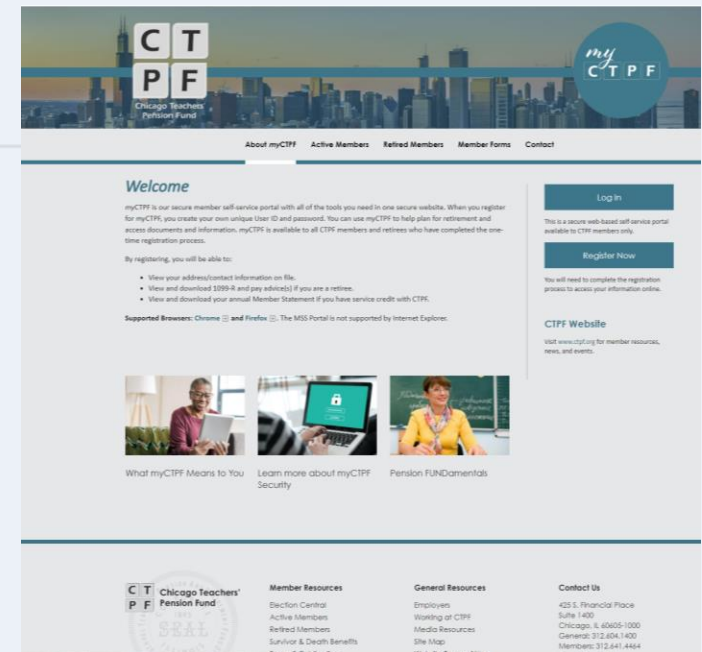 C T
P F
Chicago Teachers'
Pension Fund
my
C T P F
About myCTPF Active Members Retired Members Member Forms Contact
Welcome
myCTPF is our secure member self-service portal with all of the tools you need in one secure website. When you register
for myCTPF, you create your own unique User ID and password. You can use myCTPF to help plan for retirement and
access documents and information. myCTPF is available to all CTPF members and retirees who have completed the one-
time registration process.
By registering, you will be able to:
• View your address/contact information on file.
• View and download 1099-R and pay advice(s) if you are a retiree.
• View and download your annual Member Statement if you have service credit with CTPF.
Supported Browsers: Chrome and Firefox. The MSS Portal is not supported by Internet Explorer.
Log In
This is a secure web-based self-service portal
available to CTPF members only.
Register Now
You will need to complete the registration
process to access your information online.
CTPF Website
Visit www.ctpf.org for member resources,
news, and events.
What myCTPF Means to You
Learn more about myCTPF
Security
Pension FUNDamentals
C T
P F
Chicago Teachers'
Pension Fund
SEAL
Member Resources
Election Central
Active Members
Retired Members
Survivor & Death Benefits
General Resources
Employers
Working at CTPF
Media Resources
Site Map
Contact Us
425 S. Financial Place
Suite 1400
Chicago, IL 60605-1000
General: 312.604.1400
Members: 312.641.4464